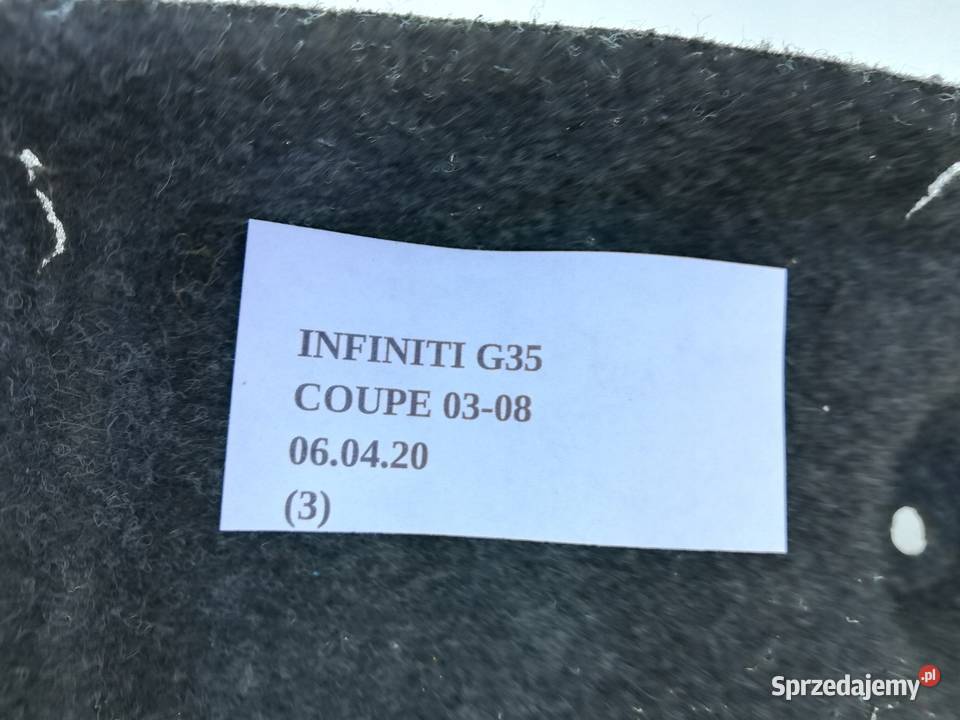 INFINITI G35
COUPE 03-08
06.04.20
(3)
Sprzedajemy.pl